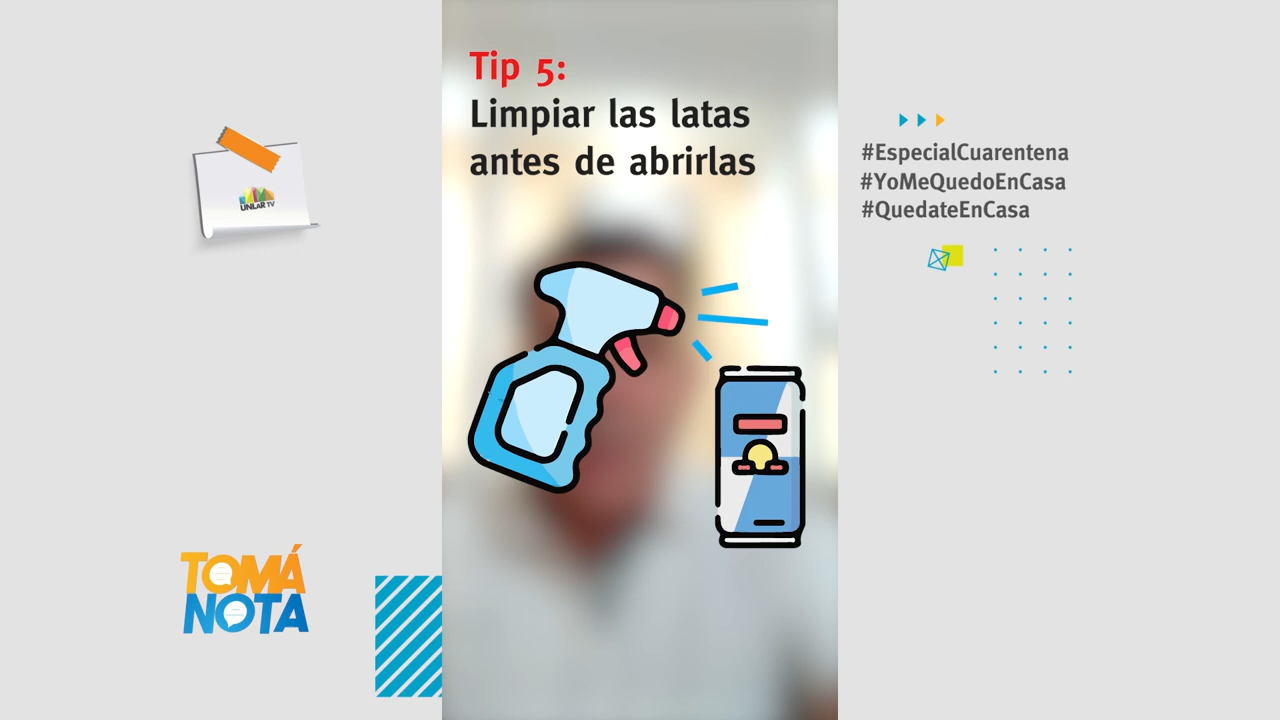 Tip 5:
Limpiar las latas
antes de abrirlas
#EspecialCuarentena
#YoMeQuedoEnCasa
#QuedateEnCasa
UNLAR TV
TOMÁ
NOTA